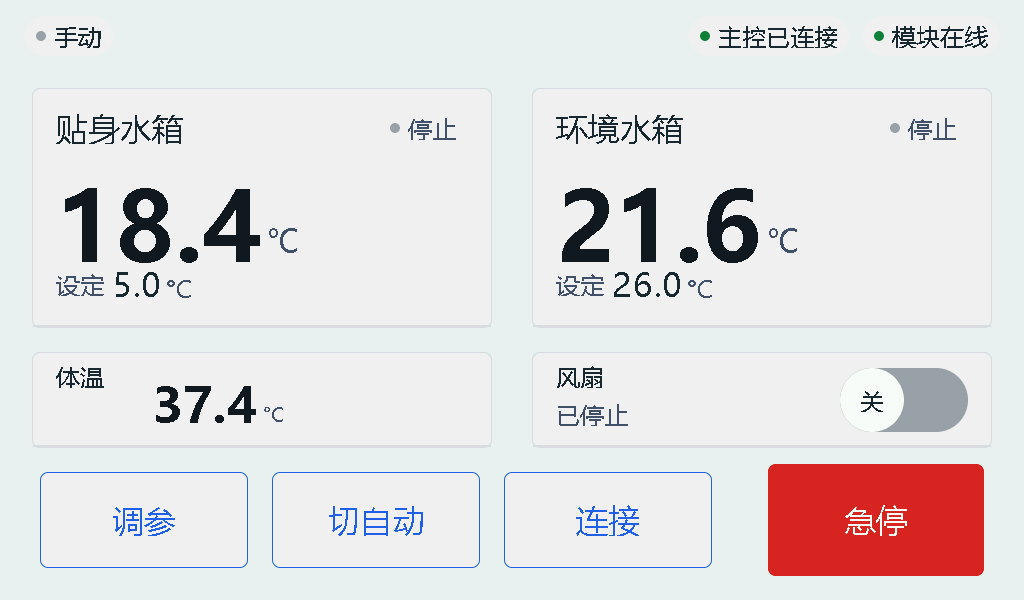 手动
主控已连接
模块在线
贴身水箱
停止
18.4℃
设定 5.0℃
环境水箱
停止
21.6℃
设定 26.0℃
体温
37.4℃
风扇
已停止
关
调参
切自动
连接
急停